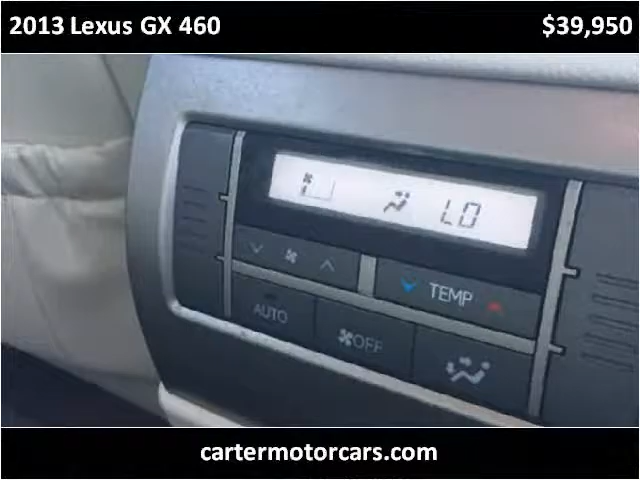 2013 Lexus GX 460 $39,950
LO
TEMP
AUTO
OFF
cartermotorcars.com